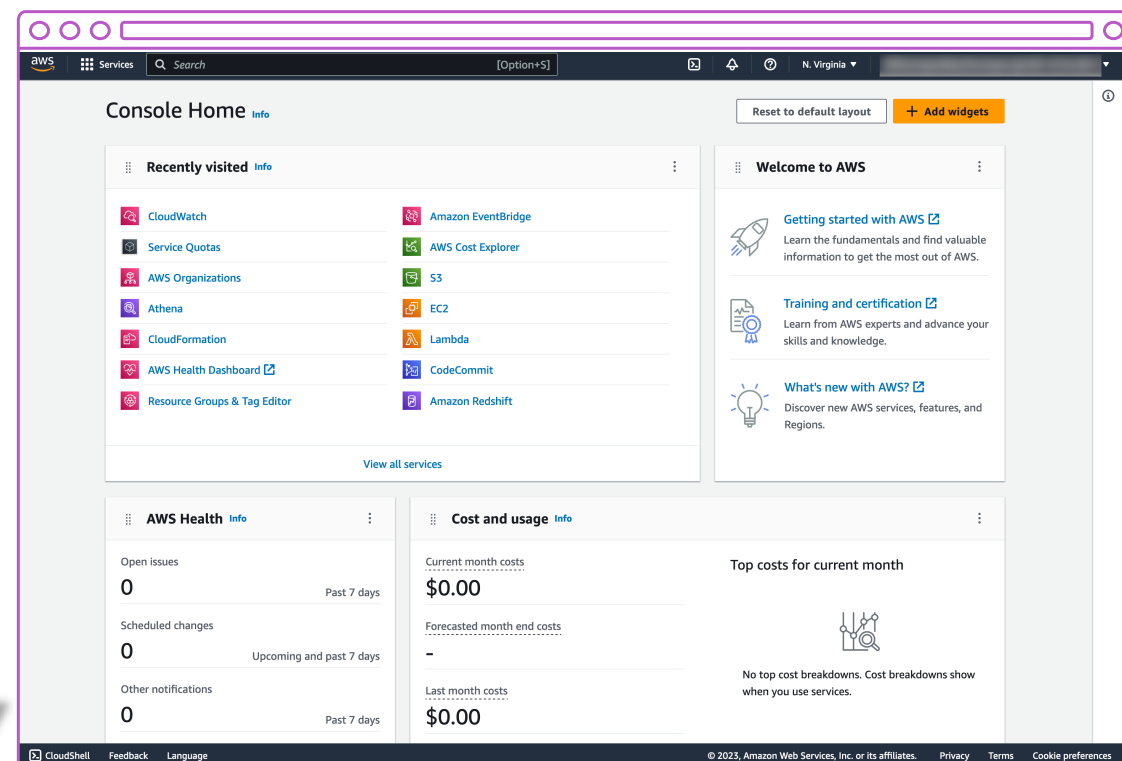 aws
Services
Search [Option+S]
N. Virginia
Console Home Info
Reset to default layout
+ Add widgets
Recently visited Info
CloudWatch
Service Quotas
AWS Organizations
Athena
CloudFormation
AWS Health Dashboard
Resource Groups & Tag Editor
Amazon EventBridge
AWS Cost Explorer
S3
EC2
Lambda
CodeCommit
Amazon Redshift
View all services
Welcome to AWS
Getting started with AWS
Learn the fundamentals and find valuable
information to get the most out of AWS.
Training and certification
Learn from AWS experts and advance your
skills and knowledge.
What's new with AWS?
Discover new AWS services, features, and
Regions.
AWS Health Info
Open issues
0 Past 7 days
Scheduled changes
0 Upcoming and past 7 days
Other notifications
0 Past 7 days
Cost and usage Info
Current month costs
$0.00
Forecasted month end costs
-
Last month costs
$0.00
Top costs for current month
No top cost breakdowns. Cost breakdowns show
when you use services.
CloudShell Feedback Language
© 2023, Amazon Web Services, Inc. or its affiliates. Privacy Terms Cookie preferences